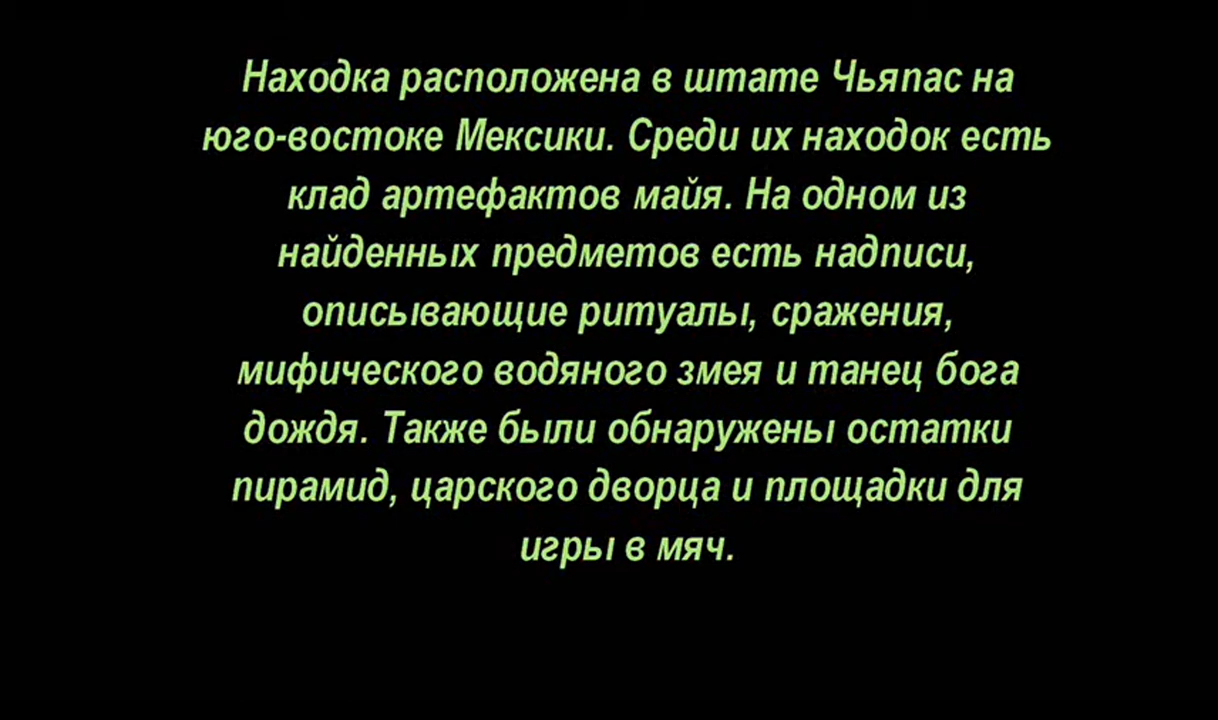 Находка расположена в штате Чьяпас на
юго-востоке Мексики. Среди их находок есть
клад артефактов майя. На одном из
найденных предметов есть надписи,
описывающие ритуалы, сражения,
мифического водяного змея и танец бога
дождя. Также были обнаружены остатки
пирамид, царского дворца и площадки для
игры в мяч.